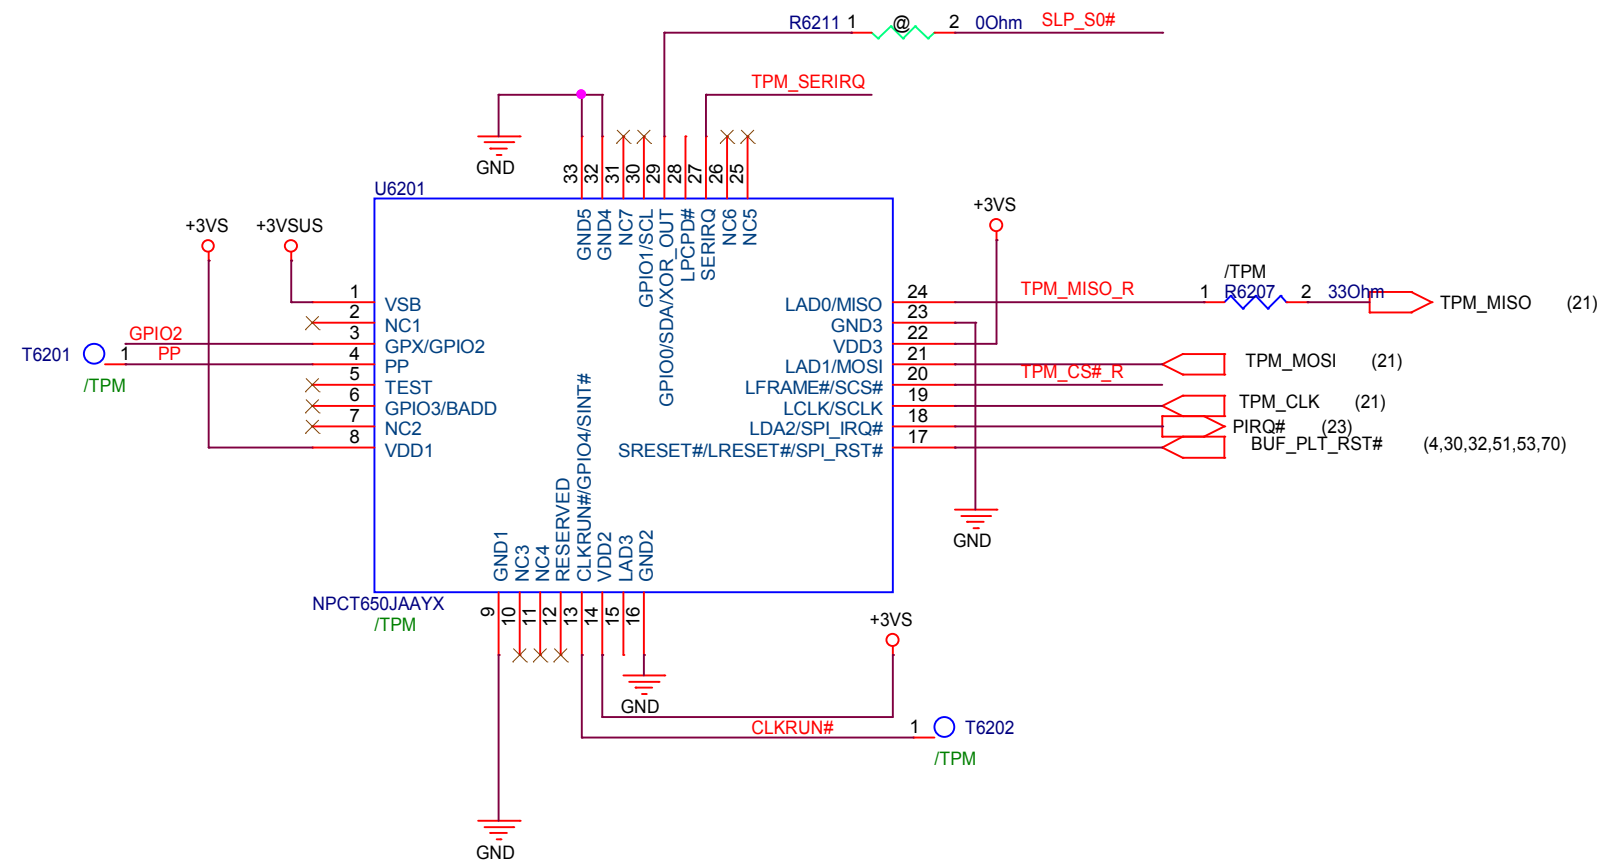 R6211 1 @ 2 0Ohm SLP_S0#
TPM_SERIRQ
GND
33 32 31 30 29 28 27 26 25
U6201
GND5
GND4
NC7
GPIO1/SCL
GPIO0/SDA/XOR_OUT
LPCPD#
SERIRQ
NC6
NC5
+3VS +3VSUS
+3VS
1 VSB
2 NC1
GPIO2 3 GPX/GPIO2
T6201 1 PP 4 PP
/TPM
5 TEST
6 GPIO3/BADD
7 NC2
8 VDD1
/TPM
LAD0/MISO 24 TPM_MISO_R 1 R6207 2 33Ohm TPM_MISO (21)
GND3 23
VDD3 22
LAD1/MOSI 21 TPM_MOSI (21)
LFRAME#/SCS# 20 TPM_CS#_R
LCLK/SCLK 19 TPM_CLK (21)
LDA2/SPI_IRQ# 18 PIRQ# (23)
SRESET#/LRESET#/SPI_RST# 17 BUF_PLT_RST# (4,30,32,51,53,70)
GND
GND1
NC3
NC4
RESERVED
CLKRUN#/GPIO4/SINT#
VDD2
LAD3
GND2
NPCT650JAAYX
/TPM
9 10 11 12 13 14 15 16
+3VS
GND
CLKRUN# 1 T6202
/TPM
GND